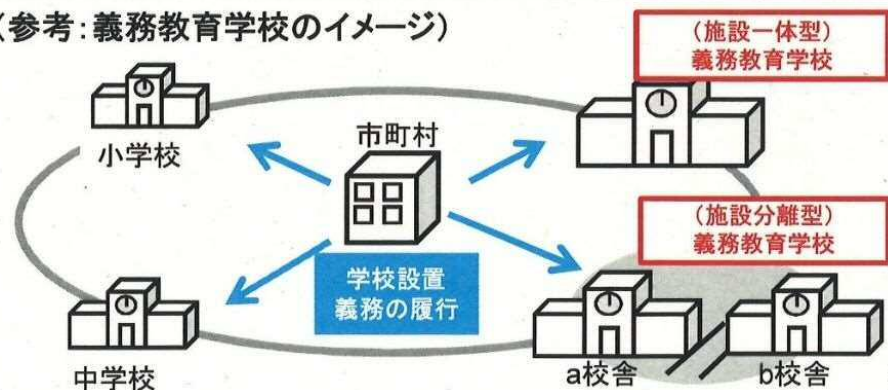 (参考:義務教育学校のイメージ)
(施設一体型)
義務教育学校
小学校
市町村
(施設分離型)
義務教育学校
学校設置
義務の履行
中学校
a校舎
b校舎